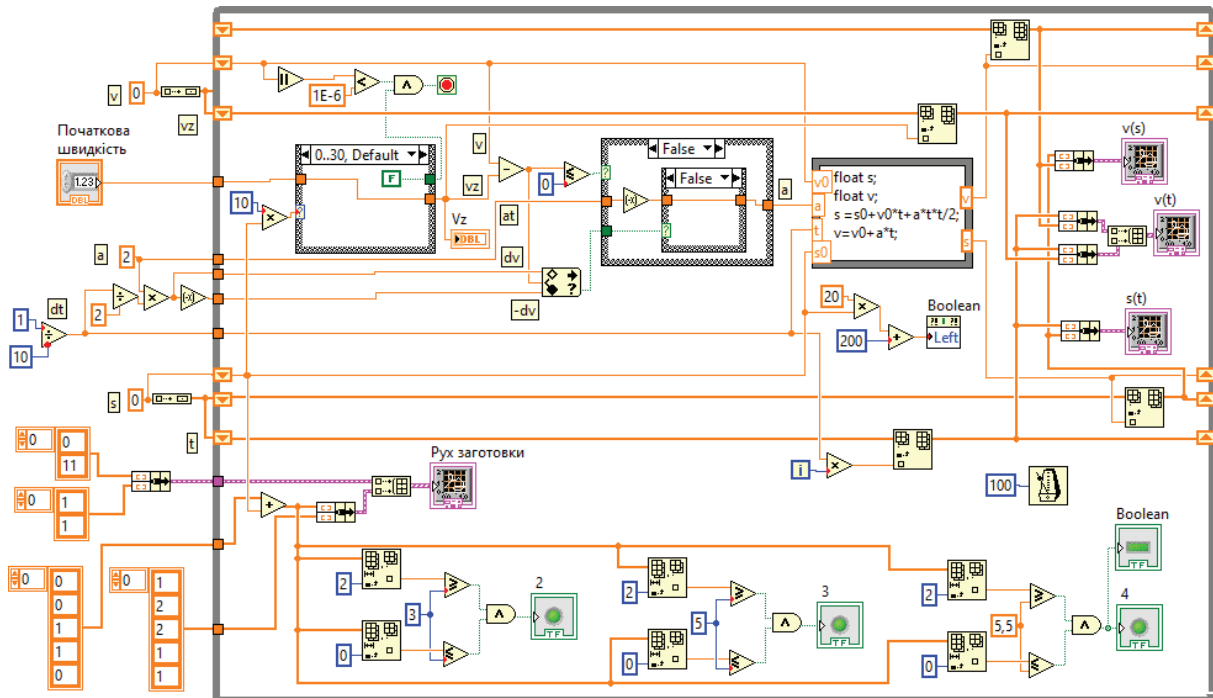 v
0
vz
Початкова
швидкість
1.23
DBL
a
2
dt
1
2
10
s
0
t
0
0
11
0
1
1
0
0
0
1
1
0
0
1
2
2
1
1
1E-6
0..30, Default
F
10
Vz
DBL
v
vz
at
dv
-dv
0
False
False
a
v0
a
t
s0
float s;
float v;
s =s0+v0*t+a*t*t/2;
v=v0+a*t;
v
s
20
200
Boolean
Left
v(s)
v(t)
s(t)
i
100
Рух заготовки
2
0
3
2
TF
2
0
5
3
TF
2
0
5,5
Boolean
TF
4
TF